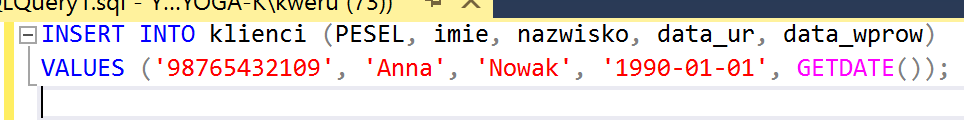 LQuery1.sql - Y...YOGA-K\kweru (73))
INSERT INTO klienci (PESEL, imie, nazwisko, data_ur, data_wprow)
VALUES ('98765432109', 'Anna', 'Nowak', '1990-01-01', GETDATE());